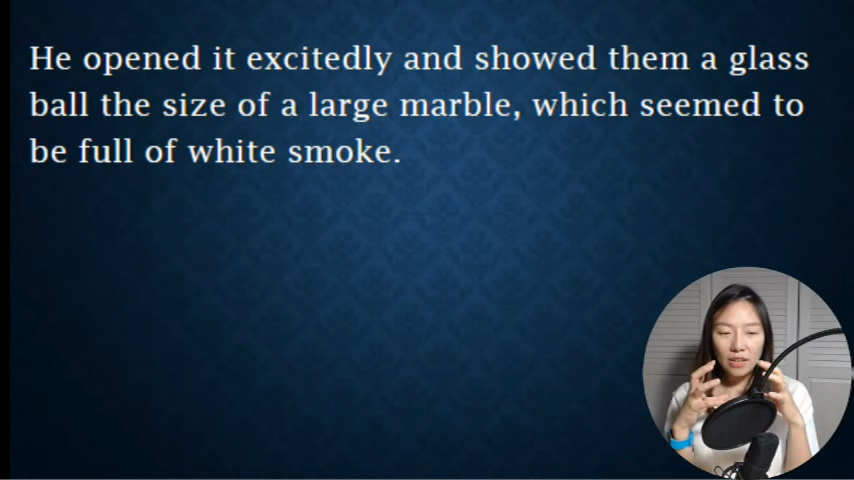 He opened it excitedly and showed them a glass
ball the size of a large marble, which seemed to
be full of white smoke.